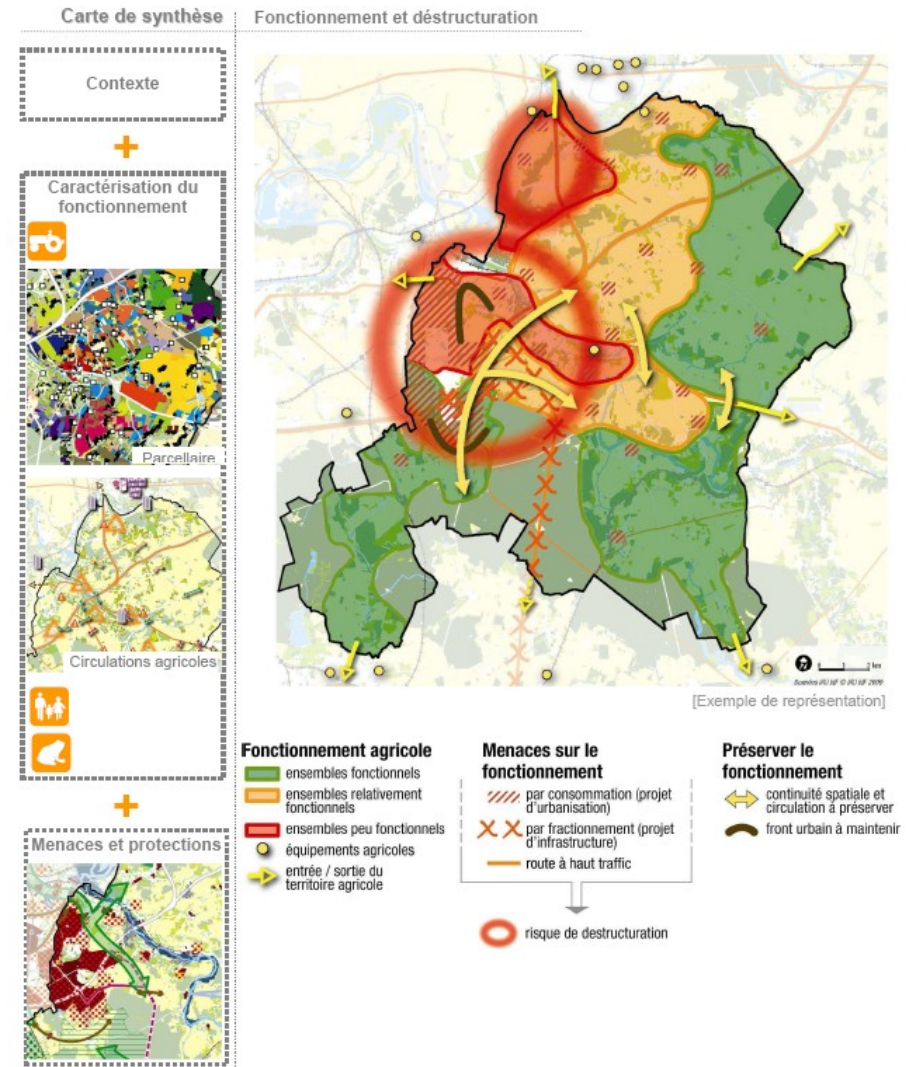 Carte de synthèse
Fonctionnement et déstructuration
Contexte
+
Caractérisation du
fonctionnement
Parcellaire
Circulations agricoles
+
Menaces et protections
km
[Exemple de représentation]
Fonctionnement agricole
ensembles fonctionnels
ensembles relativement
fonctionnels
ensembles peu fonctionnels
équipements agricoles
entrée / sortie du
territoire agricole
Menaces sur le
fonctionnement
par consommation (projet
d'urbanisation)
par fractionnement (projet
d'infrastructure)
route à haut traffic
risque de destructuration
Préserver le
fonctionnement
continuité spatiale et
circulation à préserver
front urbain à maintenir